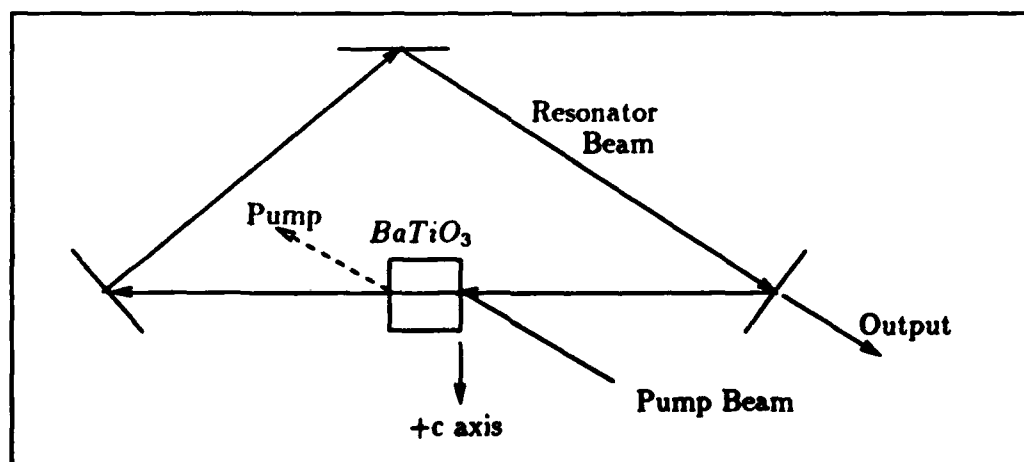 Resonator
Beam
Pump
BaTiO₃
Output
Pump Beam
+c axis